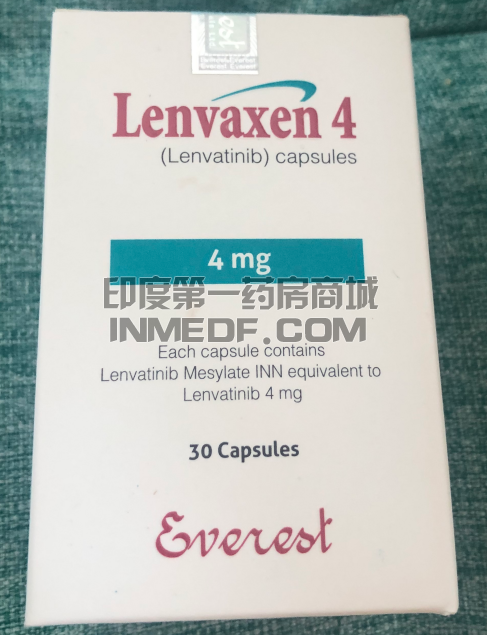 est
Lenvaxen 4
(Lenvatinib) capsules
4 mg
印度第一药房商城
INMEDF.COM
Each capsule contains
Lenvatinib Mesylate INN equivalent to
Lenvatinib 4 mg
30 Capsules
Everest